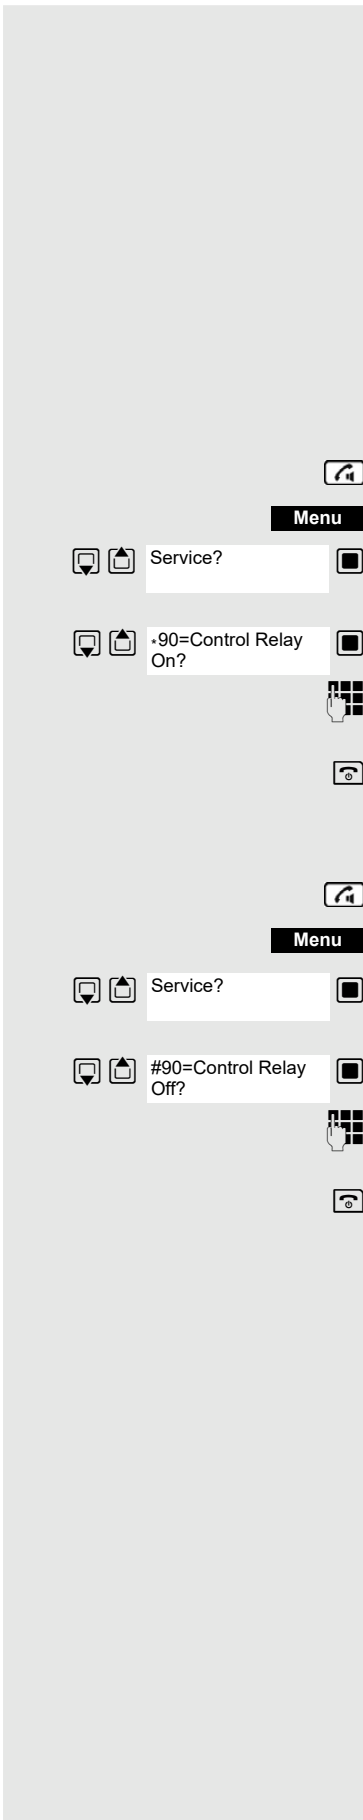 Menu
Service?
*90=Control Relay
On?
Menu
Service?
#90=Control Relay
Off?